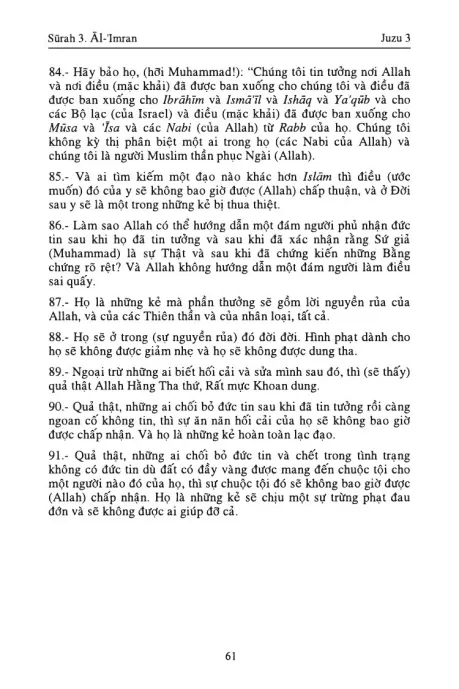 Sūrah 3. Āl-'Imran Juzu 3
84.- Hãy bảo họ, (hỡi Muhammad!): “Chúng tôi tin tưởng nơi Allah
và nơi điều (mặc khải) đã được ban xuống cho chúng tôi và điều đã
được ban xuống cho Ibrāhīm và Ismā'īl và Ishāq và Ya'qūb và cho
các Bộ lạc (của Israel) và điều (mặc khải) đã được ban xuống cho
Mūsa và 'Īsa và các Nabi (của Allah) từ Rabb của họ. Chúng tôi
không kỳ thị phân biệt một ai trong họ (các Nabi của Allah) và
chúng tôi là người Muslim thần phục Ngài (Allah).
85.- Và ai tìm kiếm một đạo nào khác hơn Islām thì điều (ước
muốn) đó của y sẽ không bao giờ được (Allah) chấp thuận, và ở Đời
sau y sẽ là một trong những kẻ bị thua thiệt.
86.- Làm sao Allah có thể hướng dẫn một đám người phủ nhận đức
tin sau khi họ đã tin tưởng và sau khi đã xác nhận rằng Sứ giả
(Muhammad) là sự Thật và sau khi đã chứng kiến những Bằng
chứng rõ rệt? Và Allah không hướng dẫn một đám người làm điều
sai quấy.
87.- Họ là những kẻ mà phần thưởng sẽ gồm lời nguyền rủa của
Allah, và của các Thiên thần và của nhân loại, tất cả.
88.- Họ sẽ ở trong (sự nguyền rủa) đó đời đời. Hình phạt dành cho
họ sẽ không được giảm nhẹ và họ sẽ không được dung tha.
89.- Ngoại trừ những ai biết hối cải và sửa mình sau đó, thì (sẽ thấy)
quả thật Allah Hằng Tha thứ, Rất mực Khoan dung.
90.- Quả thật, những ai chối bỏ đức tin sau khi đã tin tưởng rồi càng
ngoan cố không tin, thì sự ăn năn hối cải của họ sẽ không bao giờ
được chấp nhận. Và họ là những kẻ hoàn toàn lạc đạo.
91.- Quả thật, những ai chối bỏ đức tin và chết trong tình trạng
không có đức tin dù đất có đầy vàng được mang đến chuộc tội cho
một người nào đó của họ, thì sự chuộc tội đó sẽ không bao giờ được
(Allah) chấp nhận. Họ là những kẻ sẽ chịu một sự trừng phạt đau
đớn và sẽ không được ai giúp đỡ cả.
61